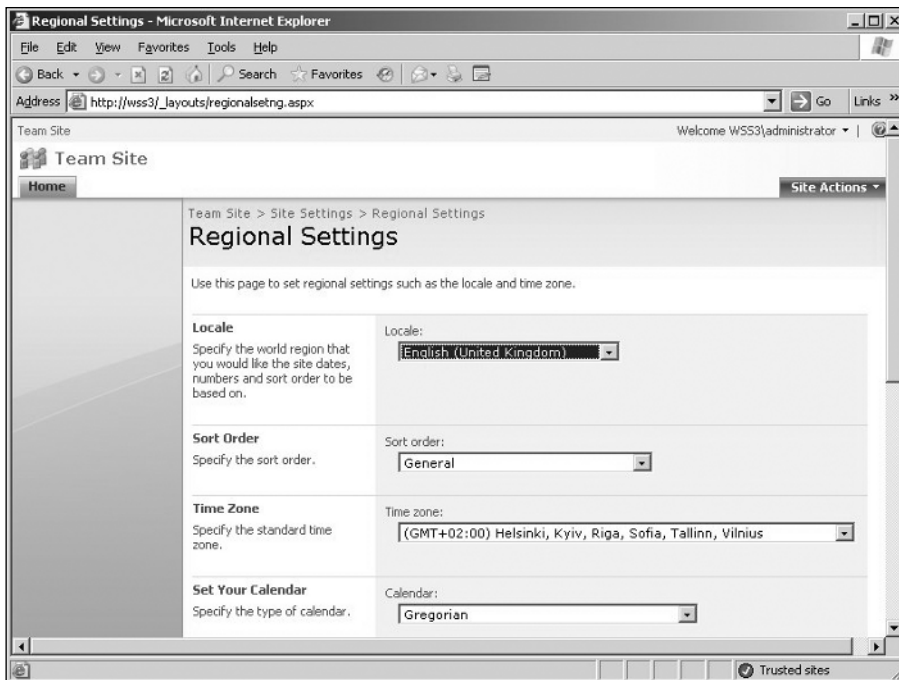 Regional Settings - Microsoft Internet Explorer
File Edit View Favorites Tools Help
Back Search Favorites
Address http://wss3/_layouts/regionalsetng.aspx Go Links »
Team Site Welcome WSS3\administrator
Team Site
Home Site Actions
Team Site > Site Settings > Regional Settings
Regional Settings
Use this page to set regional settings such as the locale and time zone.
Locale
Specify the world region that
you would like the site dates,
numbers and sort order to be
based on.
Locale:
English (United Kingdom)
Sort Order
Specify the sort order.
Sort order:
General
Time Zone
Specify the standard time
zone.
Time zone:
(GMT+02:00) Helsinki, Kyiv, Riga, Sofia, Tallinn, Vilnius
Set Your Calendar
Specify the type of calendar.
Calendar:
Gregorian
Trusted sites